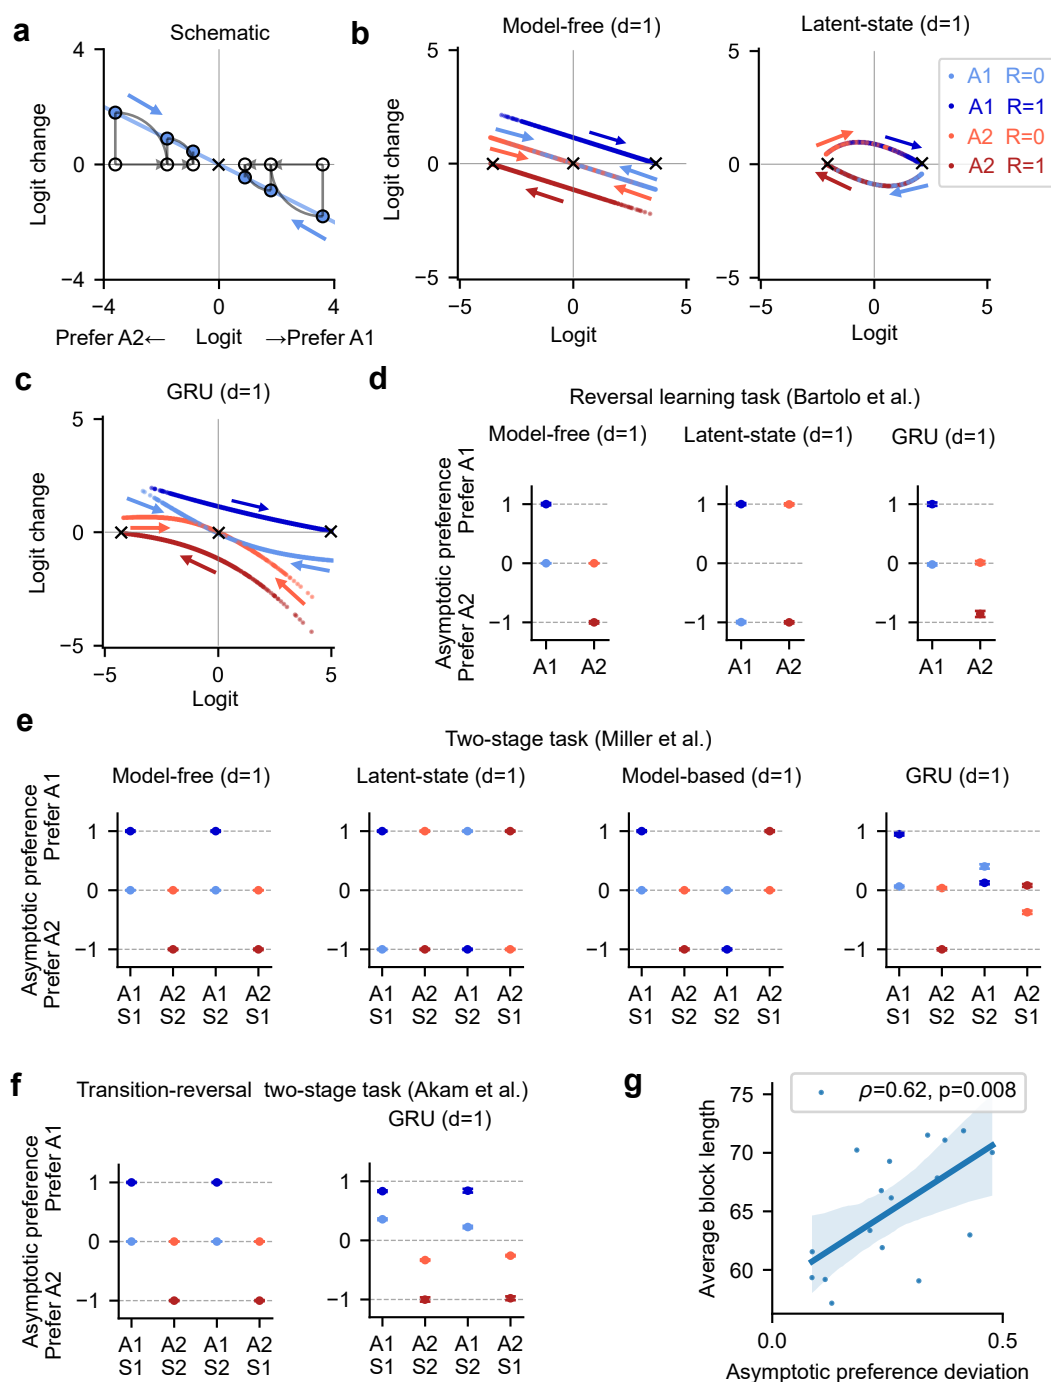 a
Schematic
4
0
−4
Logit change
−4
0
4
Prefer A2←
Logit
→Prefer A1
b
Model-free (d=1)
5
0
−5
Logit change
−5
0
5
Logit
Latent-state (d=1)
5
0
−5
−5
0
5
Logit
A1 R=0
A1 R=1
A2 R=0
A2 R=1
c
GRU (d=1)
5
0
−5
Logit change
−5
0
5
Logit
d
Reversal learning task (Bartolo et al.)
Model-free (d=1)
Latent-state (d=1)
GRU (d=1)
Asymptotic preference
Prefer A2
Prefer A1
1
0
−1
A1 A2
1
0
−1
A1 A2
1
0
−1
A1 A2
e
Two-stage task (Miller et al.)
Model-free (d=1)
Latent-state (d=1)
Model-based (d=1)
GRU (d=1)
Asymptotic preference
Prefer A2
Prefer A1
1
0
−1
A1 A2 A1 A2
S1 S2 S2 S1
1
0
−1
A1 A2 A1 A2
S1 S2 S2 S1
1
0
−1
A1 A2 A1 A2
S1 S2 S2 S1
1
0
−1
A1 A2 A1 A2
S1 S2 S2 S1
f
Transition-reversal two-stage task (Akam et al.)
GRU (d=1)
Asymptotic preference
Prefer A2
Prefer A1
1
0
−1
A1 A2 A1 A2
S1 S2 S2 S1
1
0
−1
A1 A2 A1 A2
S1 S2 S2 S1
g
ρ=0.62, p=0.008
75
70
65
60
Average block length
0.0
0.5
Asymptotic preference deviation